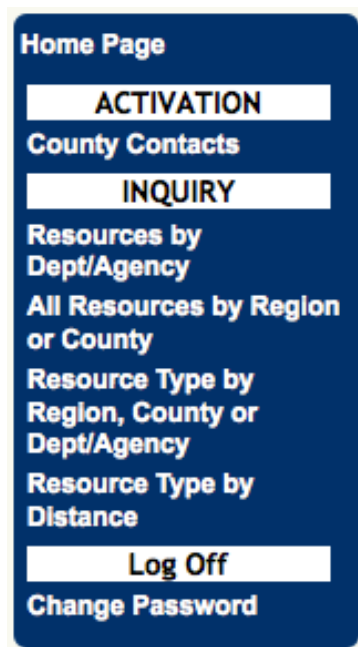 Home Page
ACTIVATION
County Contacts
INQUIRY
Resources by
Dept/Agency
All Resources by Region
or County
Resource Type by
Region, County or
Dept/Agency
Resource Type by
Distance
Log Off
Change Password